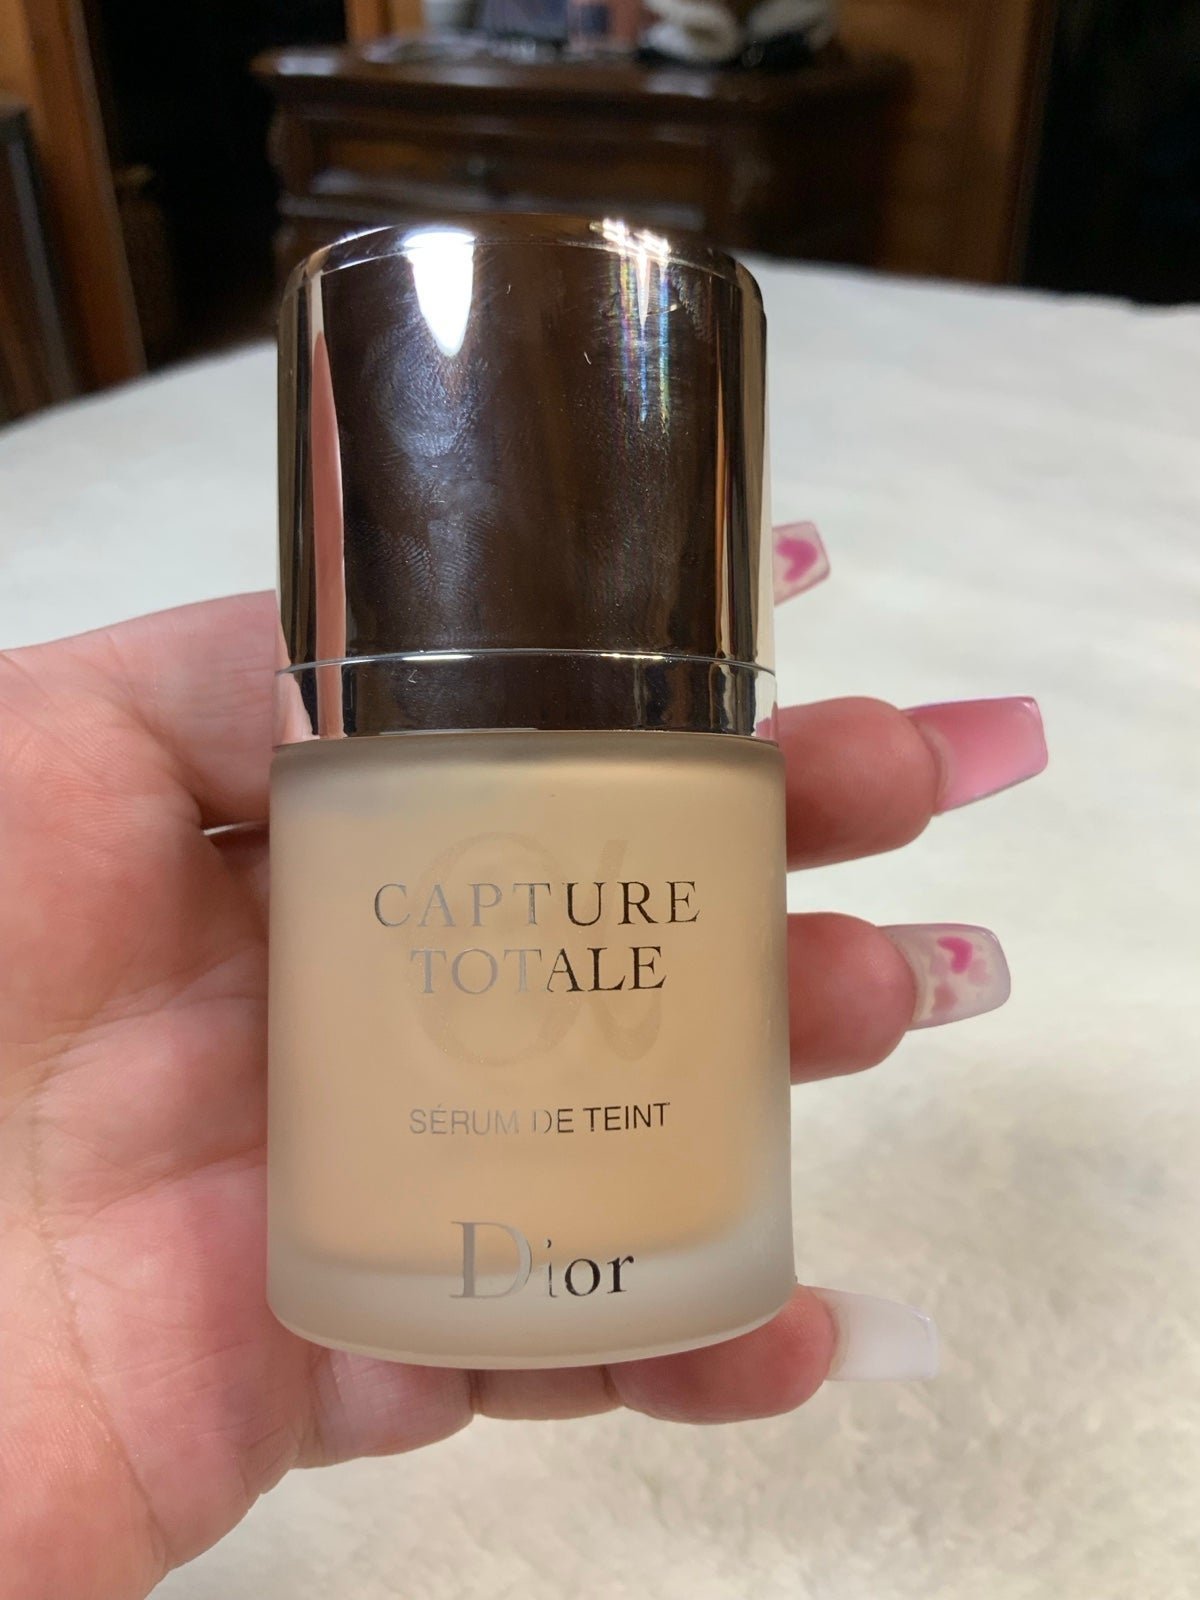 CAPTURE
TOTALE
SÉRUM DE TEINT
Dior